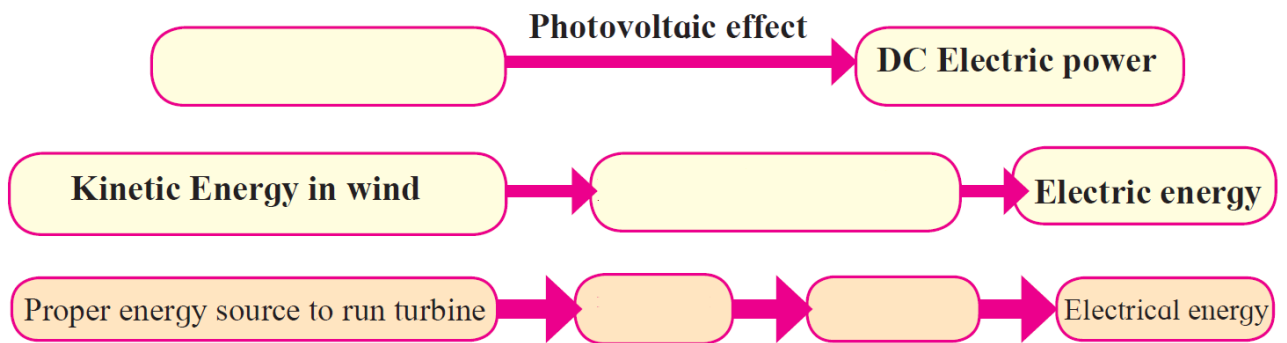 Photovoltaic effect
DC Electric power
Kinetic Energy in wind
Electric energy
Proper energy source to run turbine
Electrical energy